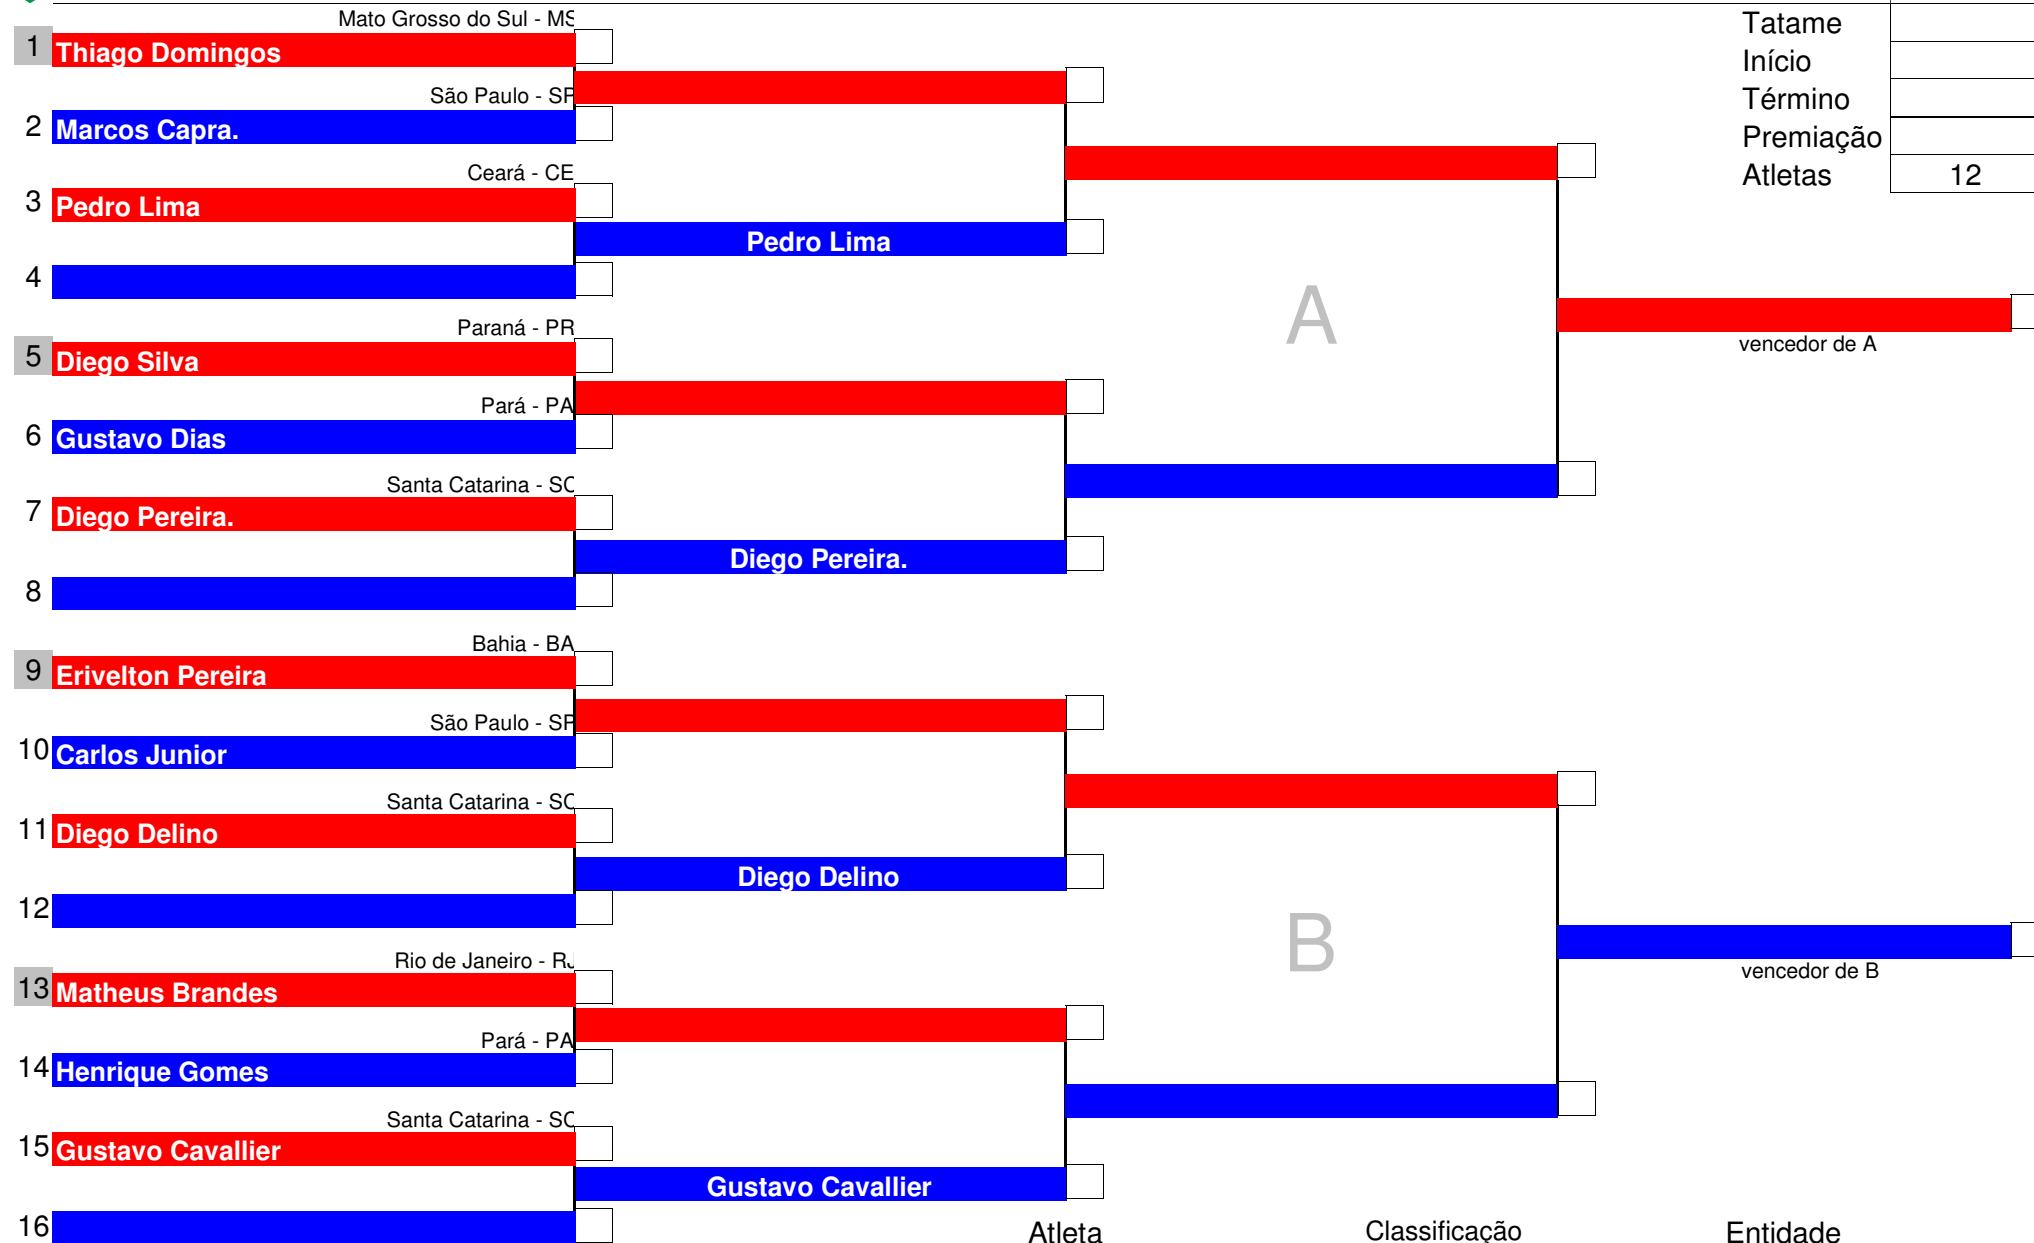 Mato Grosso do Sul - MS
1 Thiago Domingos
São Paulo - SP
2 Marcos Capra.
Ceará - CE
3 Pedro Lima
Pedro Lima
4
Paraná - PR
5 Diego Silva
Pará - PA
6 Gustavo Dias
Santa Catarina - SC
7 Diego Pereira.
Diego Pereira.
8
Bahia - BA
9 Erivelton Pereira
São Paulo - SP
10 Carlos Junior
Santa Catarina - SC
11 Diego Delino
Diego Delino
12
Rio de Janeiro - RJ
13 Matheus Brandes
Pará - PA
14 Henrique Gomes
Santa Catarina - SC
15 Gustavo Cavallier
Gustavo Cavallier
16
A
B
vencedor de A
vencedor de B
Tatame
Início
Término
Premiação
Atletas 12
Atleta Classificação Entidade